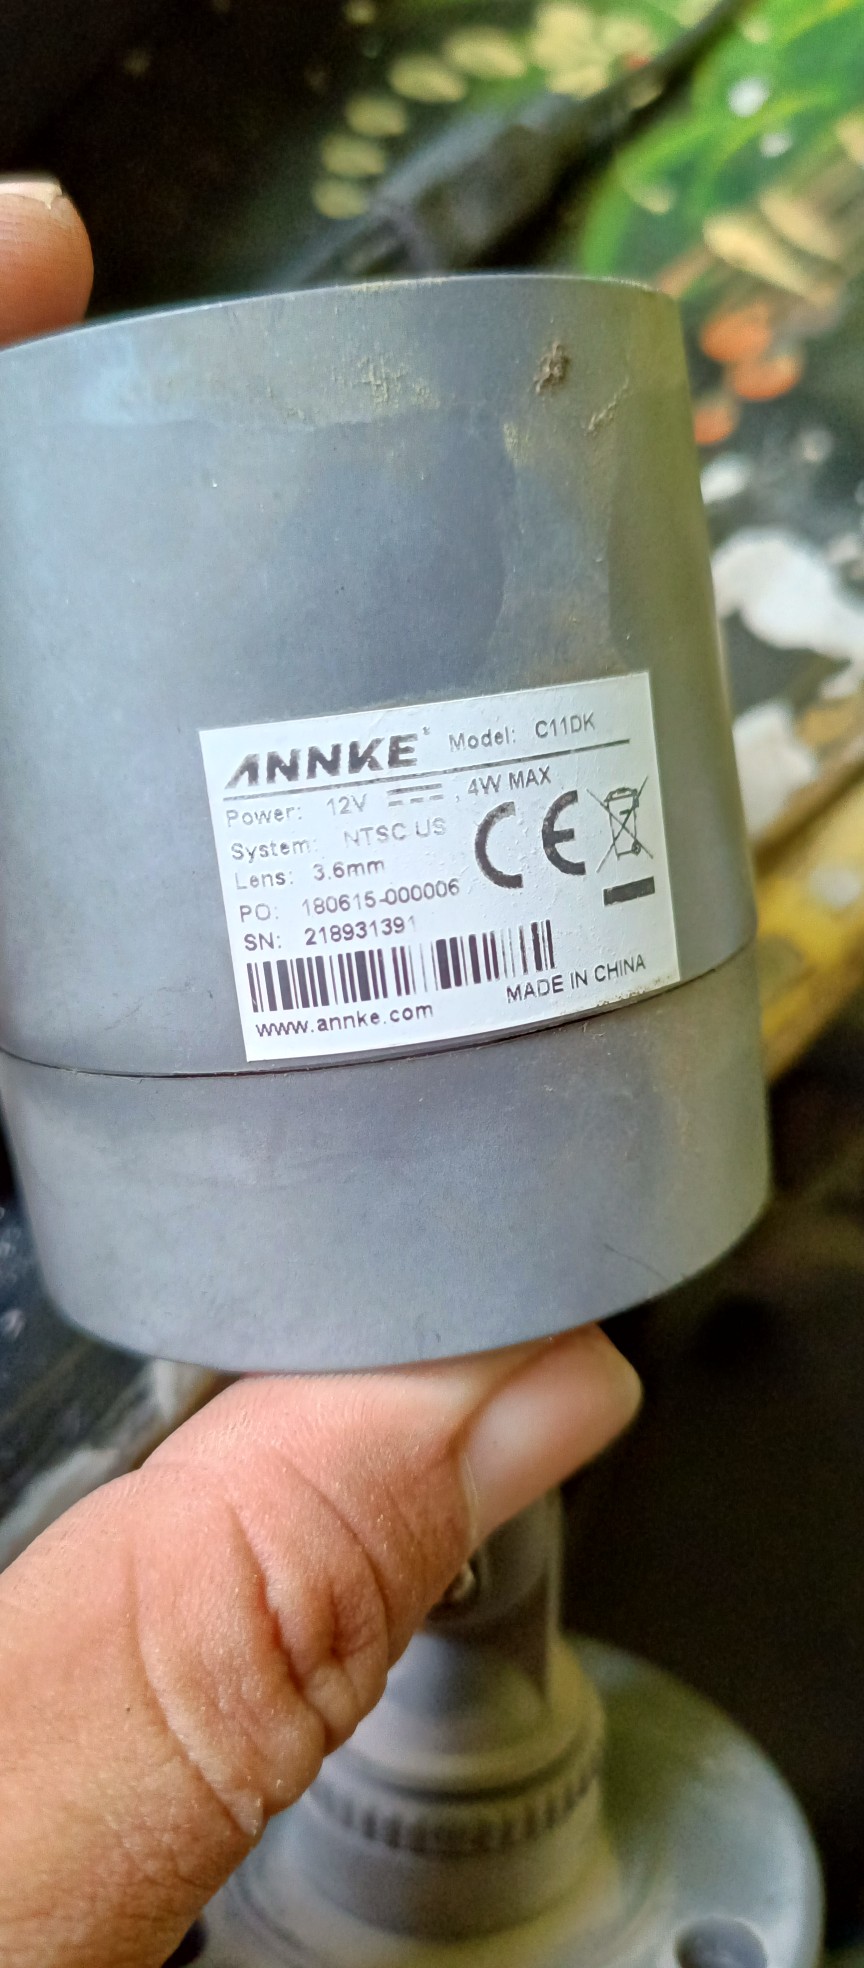 ANNKE Model: C11DK
Power: 12V ⎓, 4W MAX
System: NTSC US
Lens: 3.6mm
PO: 180615-000006
SN: 218931391
CE
www.annke.com MADE IN CHINA